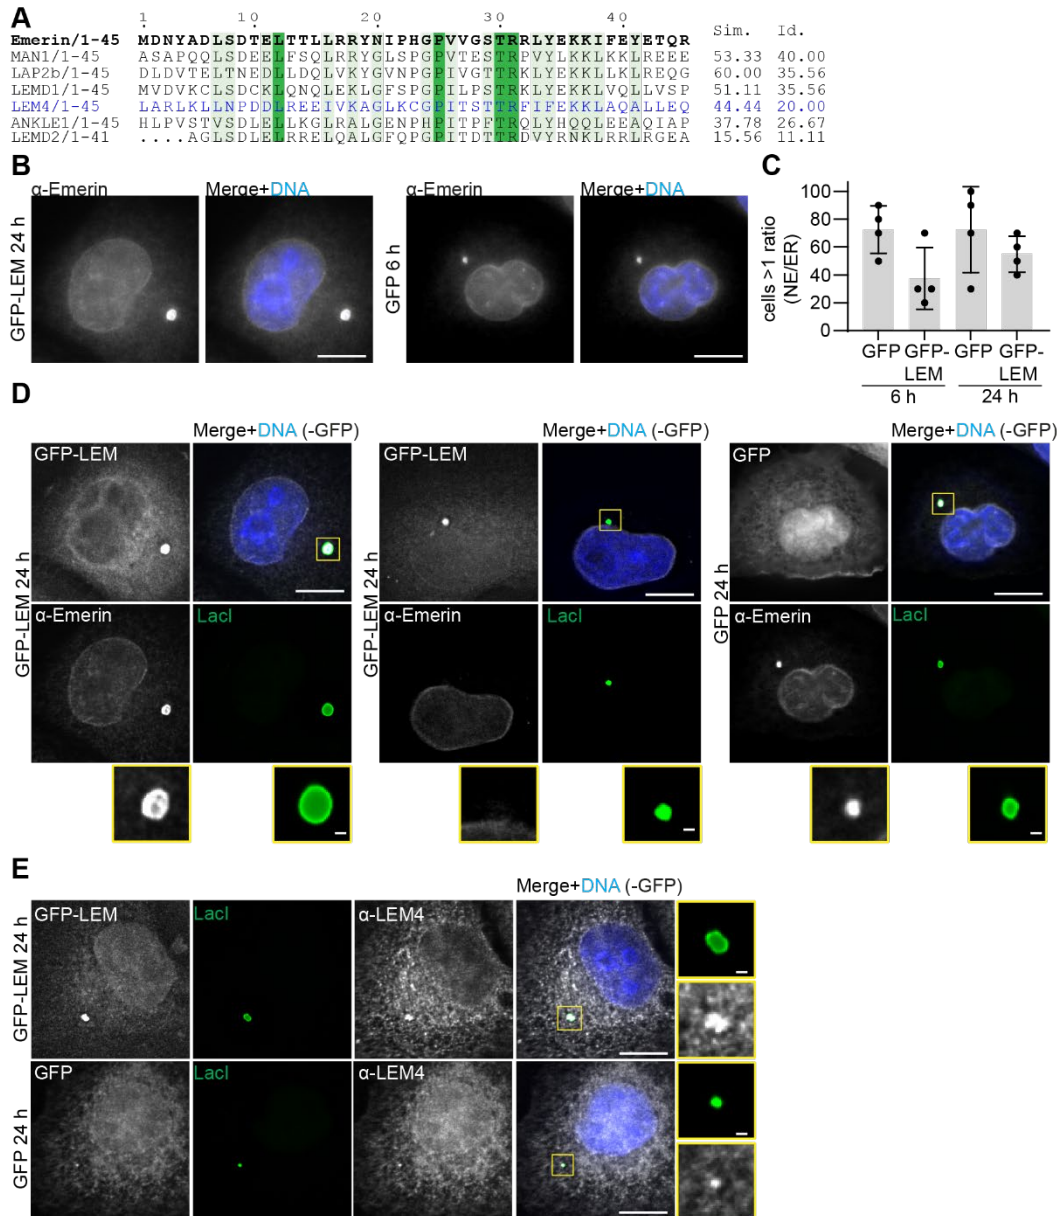 A
1 10 20 30 40
Sim. Id.
Emerin/1-45 MDNYADLSDTELTTLLRRYNIPHGPVVGSTRRLYEKKIFEYETQR
MAN1/1-45 ASAPQQLSDEELFSQLRRYGLSPGPVTESTRPVYLKKLKKLREEE 53.33 40.00
LAP2b/1-45 DLDVTELTNEDLLDQLVKYGVNPGPIVGTTRKLYEKKLLKLREQG 60.00 35.56
LEMD1/1-45 MVDVKCLSDCKLQNQLEKLGFSPGPILPSTRKLYEKKLVQLLVSP 51.11 35.56
LEM4/1-45 LARLKLLNPDDLREEIVKAGLKCGPITSTTRFIFEKKLAQALLEQ 44.44 20.00
ANKLE1/1-45 HLPVSTVSDLELLKGLRALGENPHPITPFTRQLYHQQLEEAQIAP 37.78 26.67
LEMD2/1-41 ....AGLSDLELRRELQALGFQPGPITDTTRDVYRNKLRRLRGEA 15.56 11.11
B
α-Emerin Merge+DNA α-Emerin Merge+DNA
GFP-LEM 24 h
GFP 6 h
C
cells >1 ratio
(NE/ER)
100
80
60
40
20
0
GFP GFP-LEM GFP GFP-LEM
6 h 24 h
D
Merge+DNA (-GFP) Merge+DNA (-GFP) Merge+DNA (-GFP)
GFP-LEM GFP-LEM GFP
GFP-LEM 24 h
GFP-LEM 24 h
GFP 24 h
α-Emerin LacI α-Emerin LacI α-Emerin LacI
E
Merge+DNA (-GFP)
GFP-LEM 24 h
GFP-LEM LacI α-LEM4
GFP 24 h
GFP LacI α-LEM4